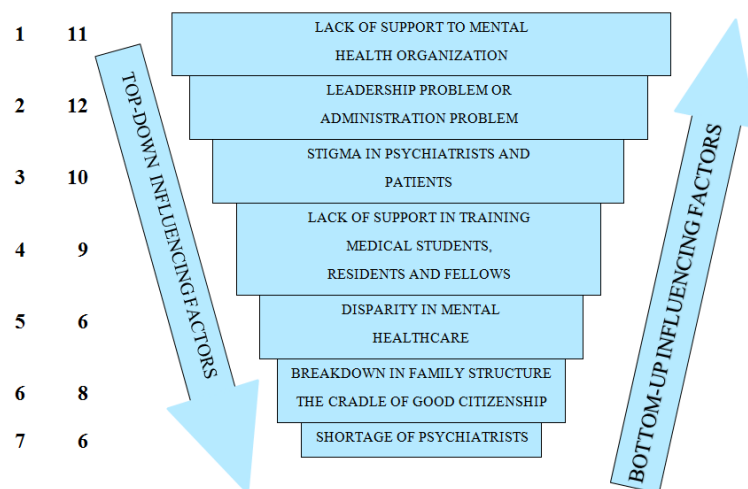 1 11 LACK OF SUPPORT TO MENTAL
HEALTH ORGANIZATION
2 12 LEADERSHIP PROBLEM OR
ADMINISTRATION PROBLEM
3 10 STIGMA IN PSYCHIATRISTS AND
PATIENTS
4 9 LACK OF SUPPORT IN TRAINING
MEDICAL STUDENTS,
RESIDENTS AND FELLOWS
5 6 DISPARITY IN MENTAL
HEALTHCARE
6 8 BREAKDOWN IN FAMILY STRUCTURE
THE CRADLE OF GOOD CITIZENSHIP
7 6 SHORTAGE OF PSYCHIATRISTS
TOP-DOWN INFLUENCING FACTORS
BOTTOM-UP INFLUENCING FACTORS